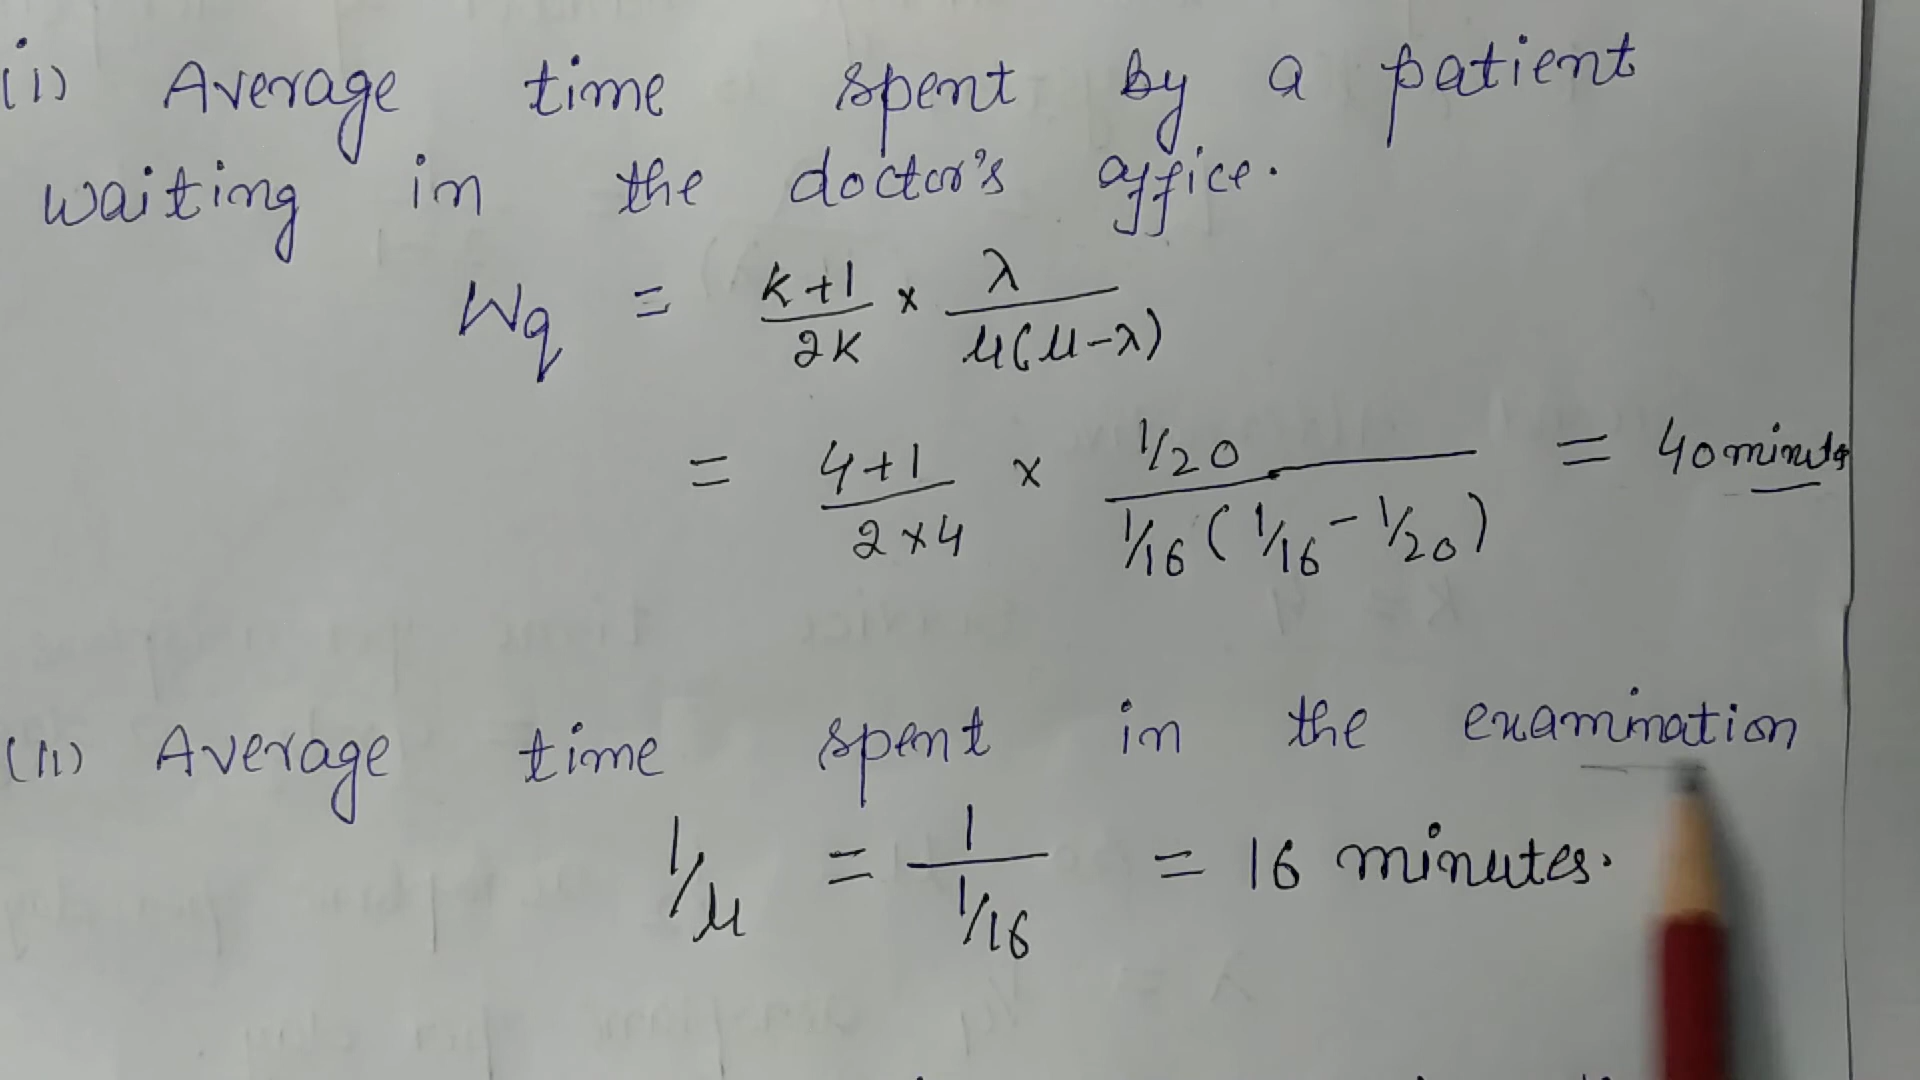 (i) Average time spent by a patient
waiting in the doctor's office.
Wq = k+1/2k × λ/μ(μ-λ)
= 4+1/2×4 × 1/20/1/16(1/16-1/20) = 40 minutes
(ii) Average time spent in the examination
1/μ = 1/1/16 = 16 minutes.